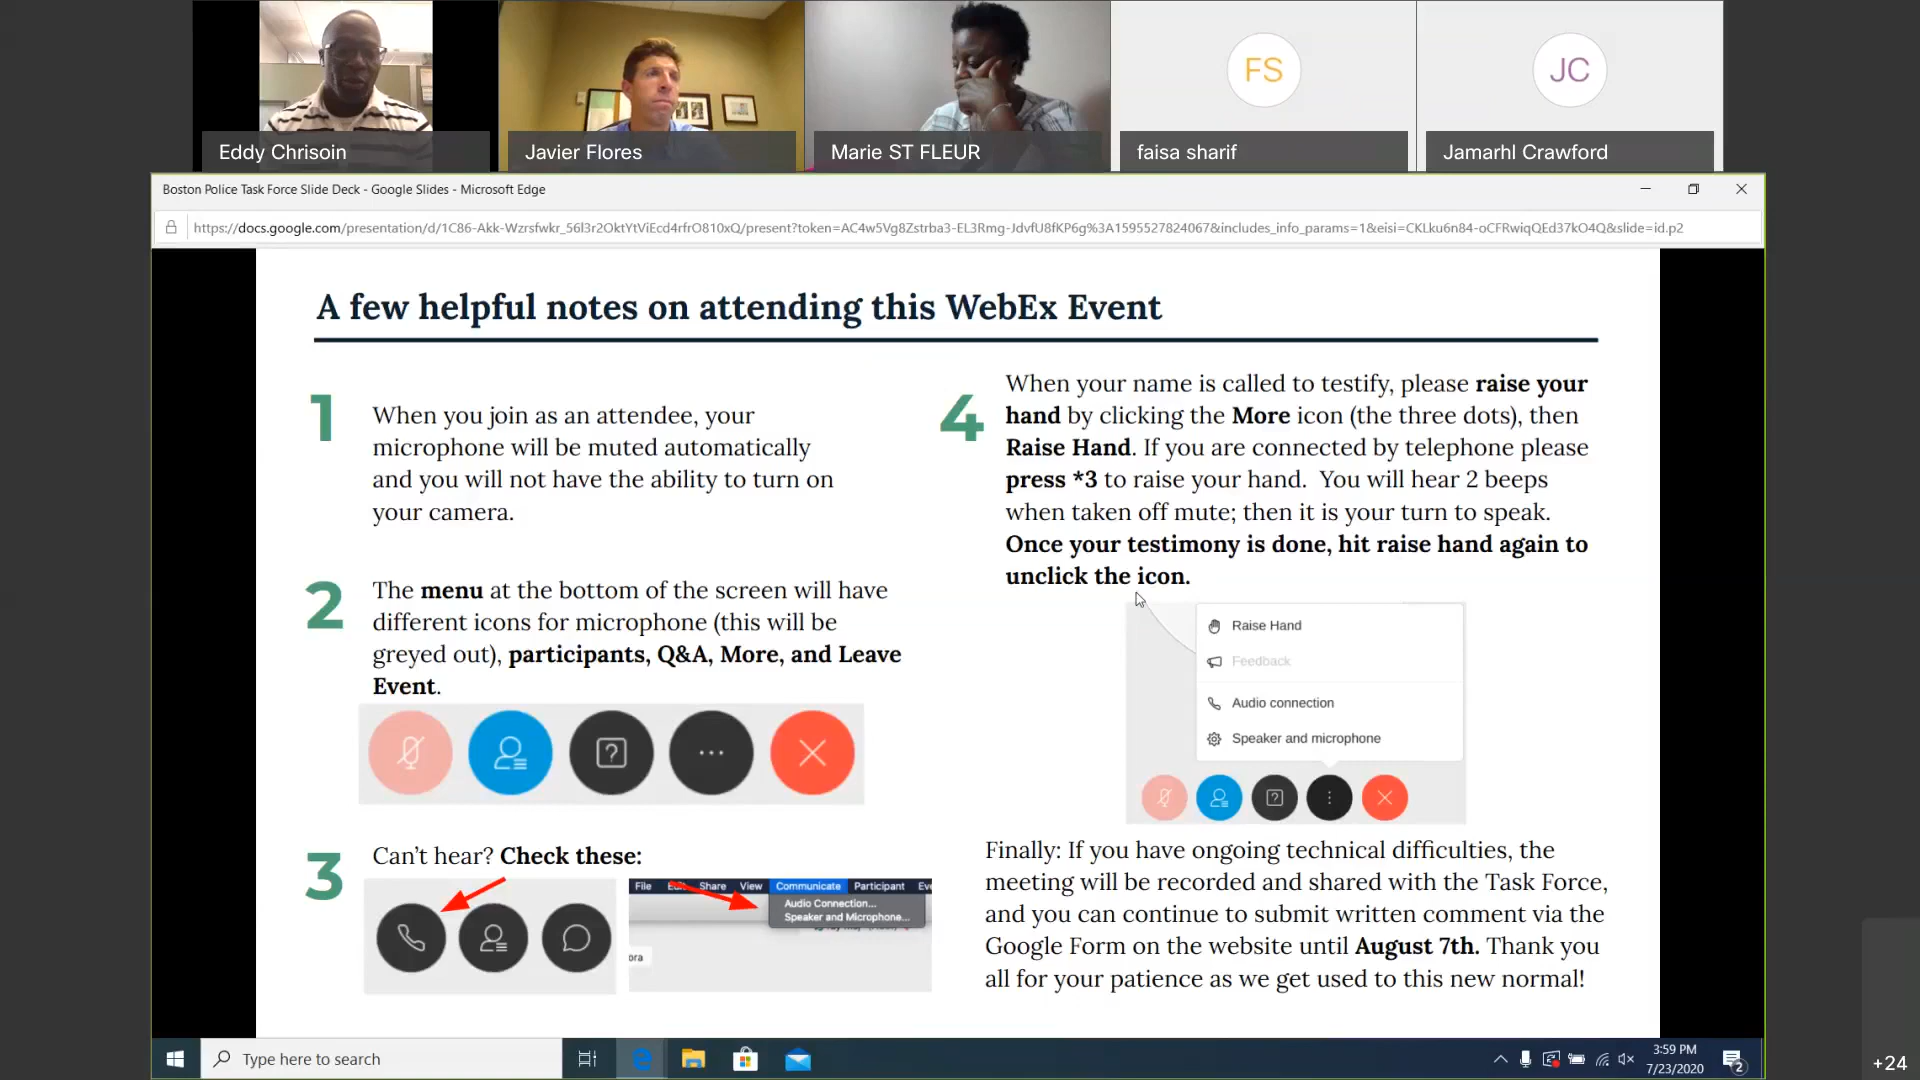 FS
JC
Eddy Chrisoin
Javier Flores
Marie ST FLEUR
faisa sharif
Jamarhl Crawford
Boston Police Task Force Slide Deck - Google Slides - Microsoft Edge
https://docs.google.com/presentation/d/1C86-Akk-Wzrsfwkr_56l3r2OktYtViEcd4rfrO810xQ/present?token=AC4w5Vg8Zstrba3-EL3Rmg-JdvfU8fKP6g%3A1595527824067&includes_info_params=1&eisi=CKLku6n84-oCFRwiqQEd37kO4Q&slide=id.p2
A few helpful notes on attending this WebEx Event
1
When you join as an attendee, your
microphone will be muted automatically
and you will not have the ability to turn on
your camera.
2
The menu at the bottom of the screen will have
different icons for microphone (this will be
greyed out), participants, Q&A, More, and Leave
Event.
3
Can't hear? Check these:
File Edit Share View Communicate Participant
Audio Connection...
Speaker and Microphone...
ora
4
When your name is called to testify, please raise your
hand by clicking the More icon (the three dots), then
Raise Hand. If you are connected by telephone please
press *3 to raise your hand. You will hear 2 beeps
when taken off mute; then it is your turn to speak.
Once your testimony is done, hit raise hand again to
unclick the icon.
Raise Hand
Feedback
Audio connection
Speaker and microphone
Finally: If you have ongoing technical difficulties, the
meeting will be recorded and shared with the Task Force,
and you can continue to submit written comment via the
Google Form on the website until August 7th. Thank you
all for your patience as we get used to this new normal!
Type here to search
3:59 PM
7/23/2020
2
+24